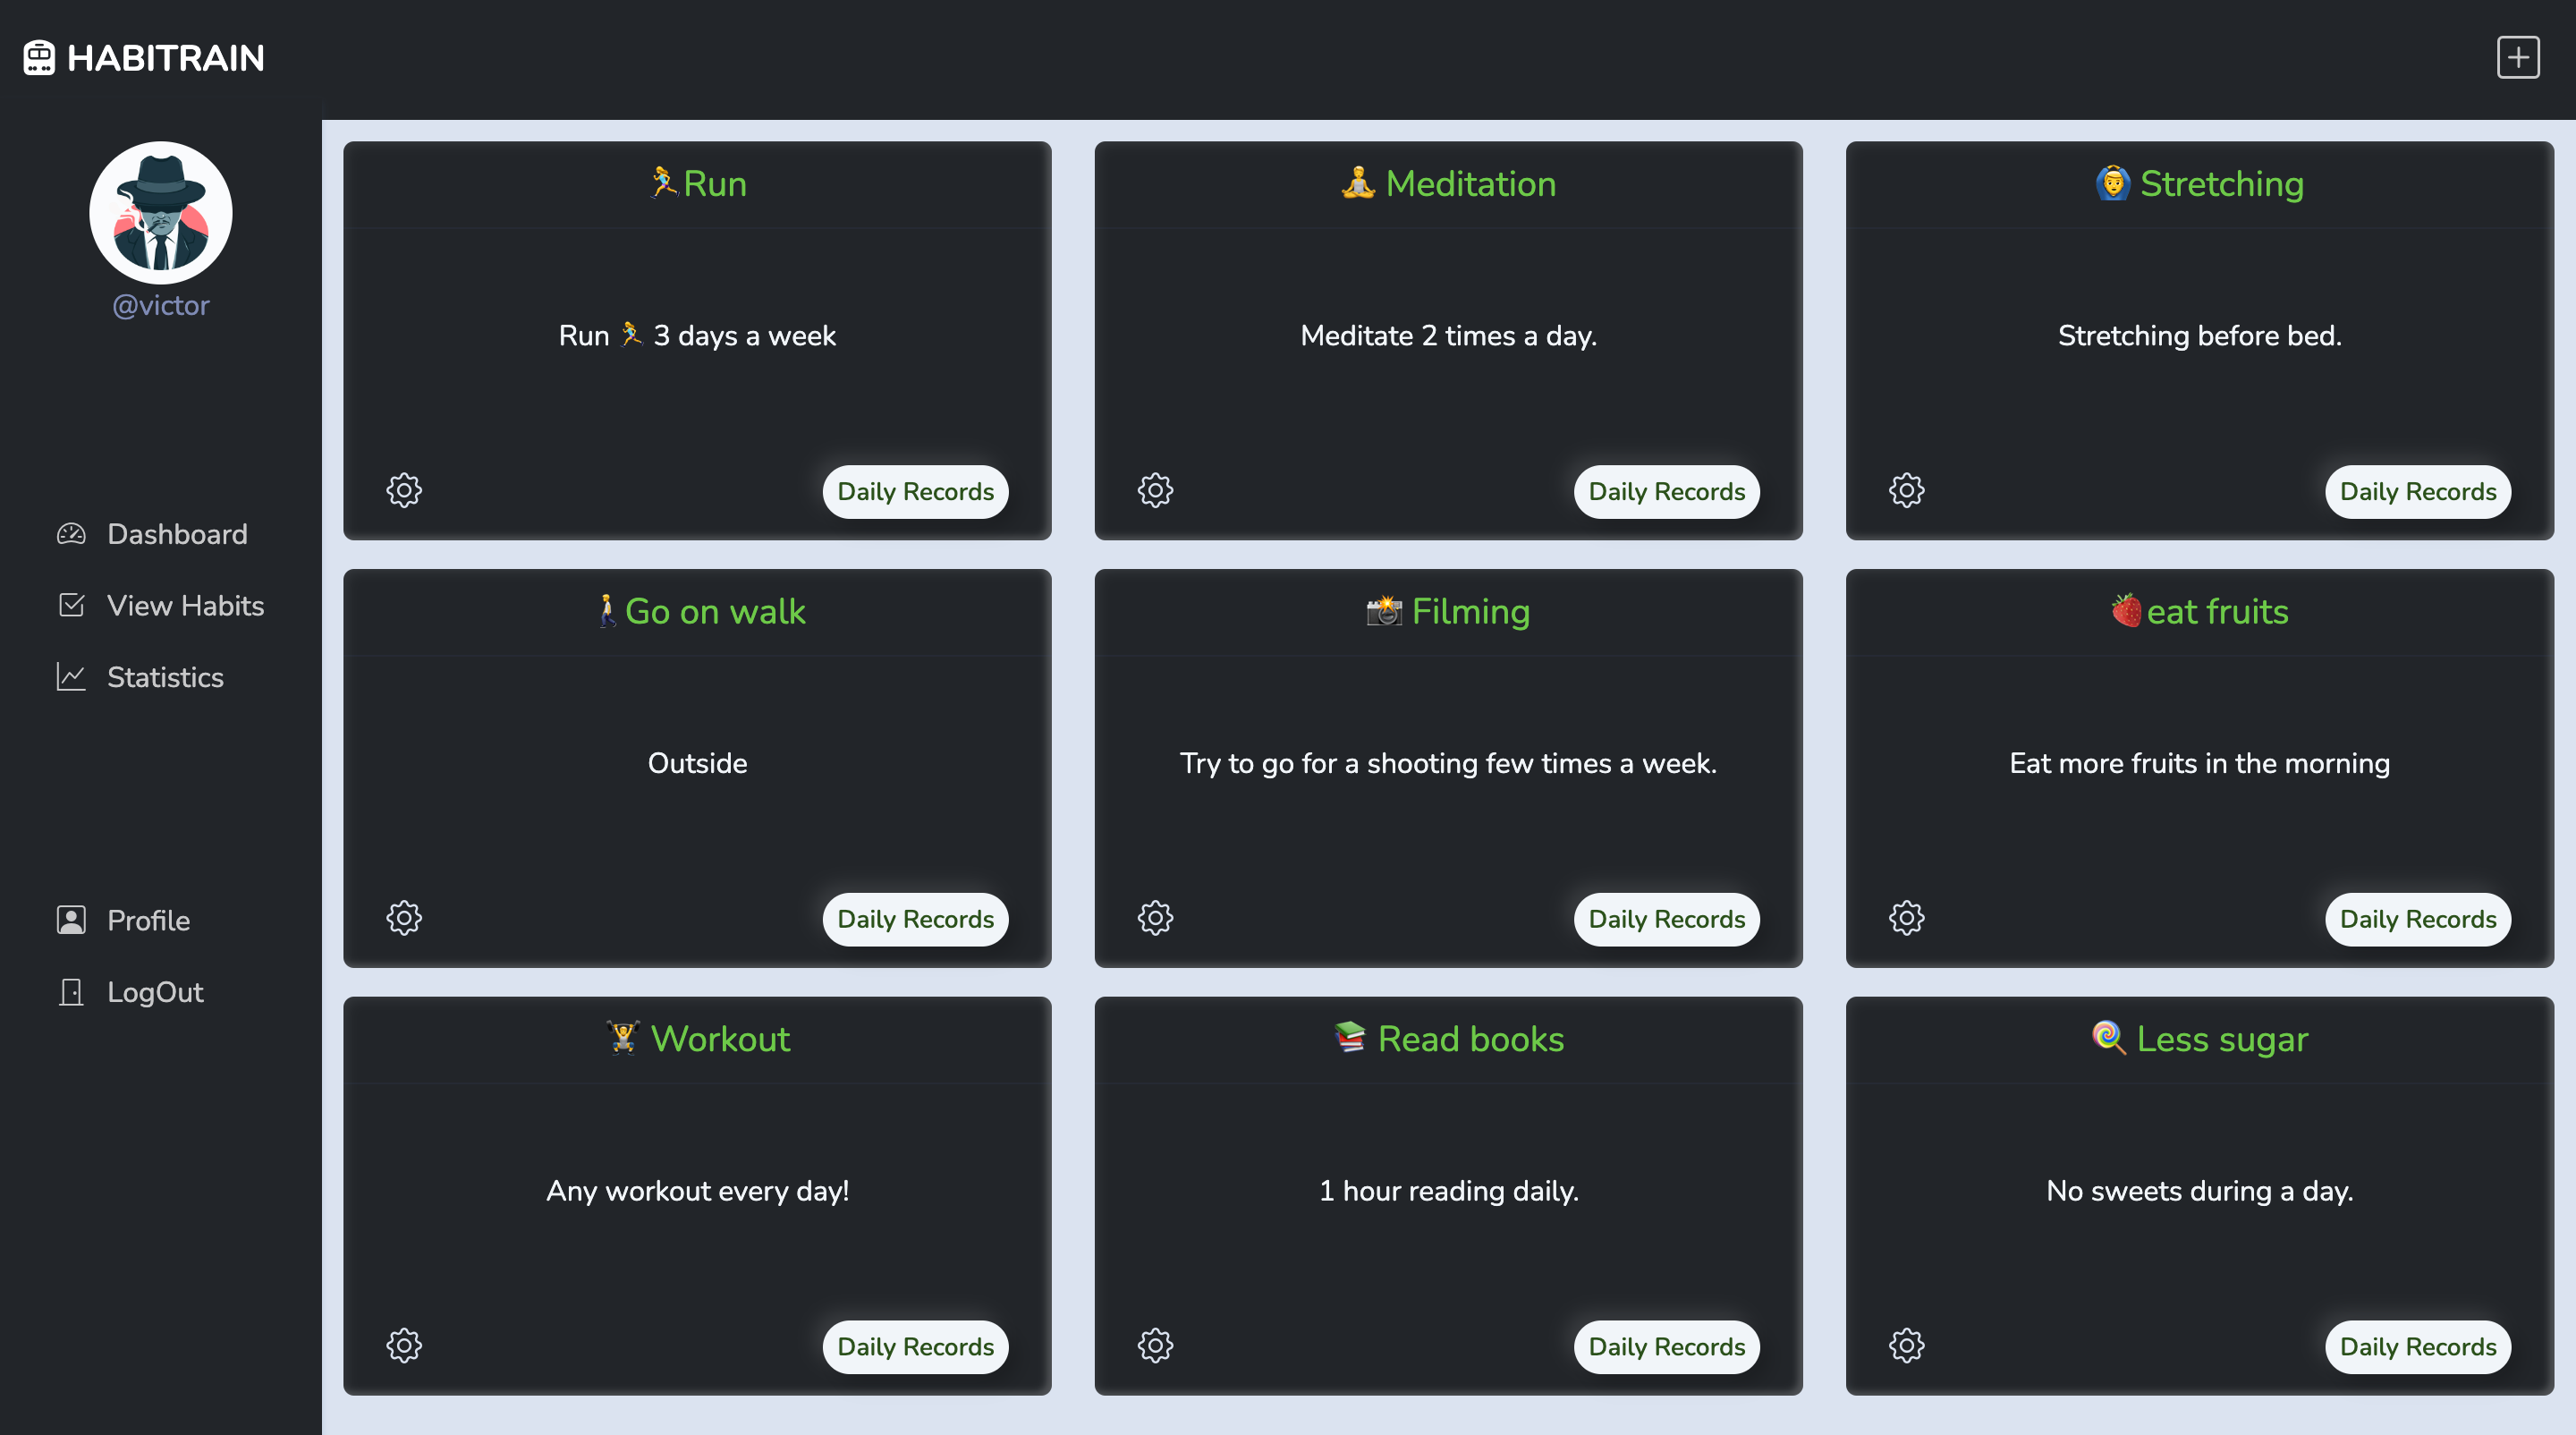 HABITRAIN
@victor
Dashboard
View Habits
Statistics
Profile
LogOut
🏃‍♀️Run
Run 🏃‍♀️ 3 days a week
Daily Records
🧘 Meditation
Meditate 2 times a day.
Daily Records
🙆‍♂️ Stretching
Stretching before bed.
Daily Records
🚶Go on walk
Outside
Daily Records
📸 Filming
Try to go for a shooting few times a week.
Daily Records
🍓eat fruits
Eat more fruits in the morning
Daily Records
🏋️ Workout
Any workout every day!
Daily Records
📚 Read books
1 hour reading daily.
Daily Records
🍭 Less sugar
No sweets during a day.
Daily Records